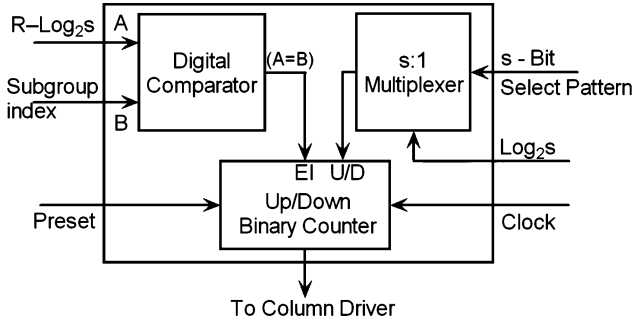 R–Log₂s
A
Digital
Comparator
(A=B)
s:1
Multiplexer
s - Bit
Select Pattern
Subgroup
index
B
Log₂s
EI
U/D
Up/Down
Binary Counter
Preset
Clock
To Column Driver